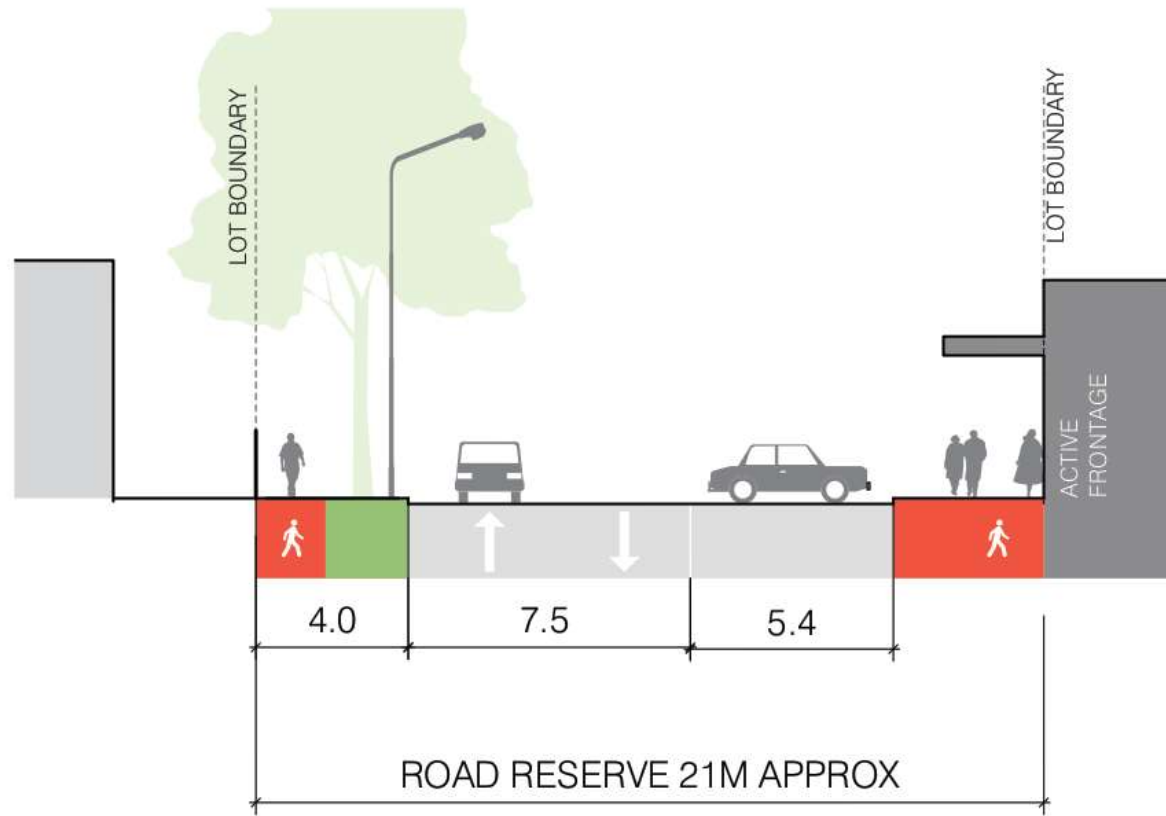 LOT BOUNDARY
LOT BOUNDARY
ACTIVE
FRONTAGE
4.0
7.5
5.4
ROAD RESERVE 21M APPROX